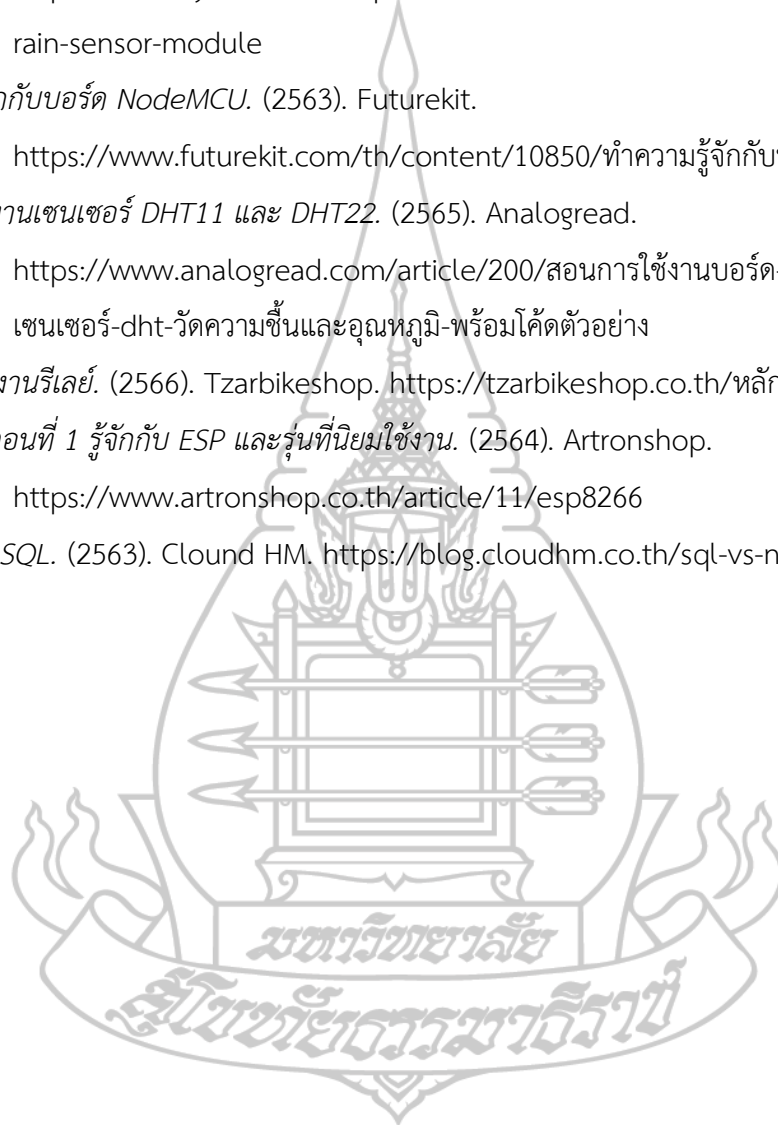 rain-sensor-module
กับบอร์ด NodeMCU. (2563). Futurekit.
https://www.futurekit.com/th/content/10850/ทำความรู้จักกับ
งานเซนเซอร์ DHT11 และ DHT22. (2565). Analogread.
https://www.analogread.com/article/200/สอนการใช้งานบอร์ด-
เซนเซอร์-dht-วัดความชื้นและอุณหภูมิ-พร้อมโค้ดตัวอย่าง
งานรีเลย์. (2566). Tzarbikeshop. https://tzarbikeshop.co.th/หลัก
อนที่ 1 รู้จักกับ ESP และรุ่นที่นิยมใช้งาน. (2564). Artronshop.
https://www.artronshop.co.th/article/11/esp8266
SQL. (2563). Clound HM. https://blog.cloudhm.co.th/sql-vs-n
มหาวิทยาลัย
สุโขทัยธรรมาธิราช